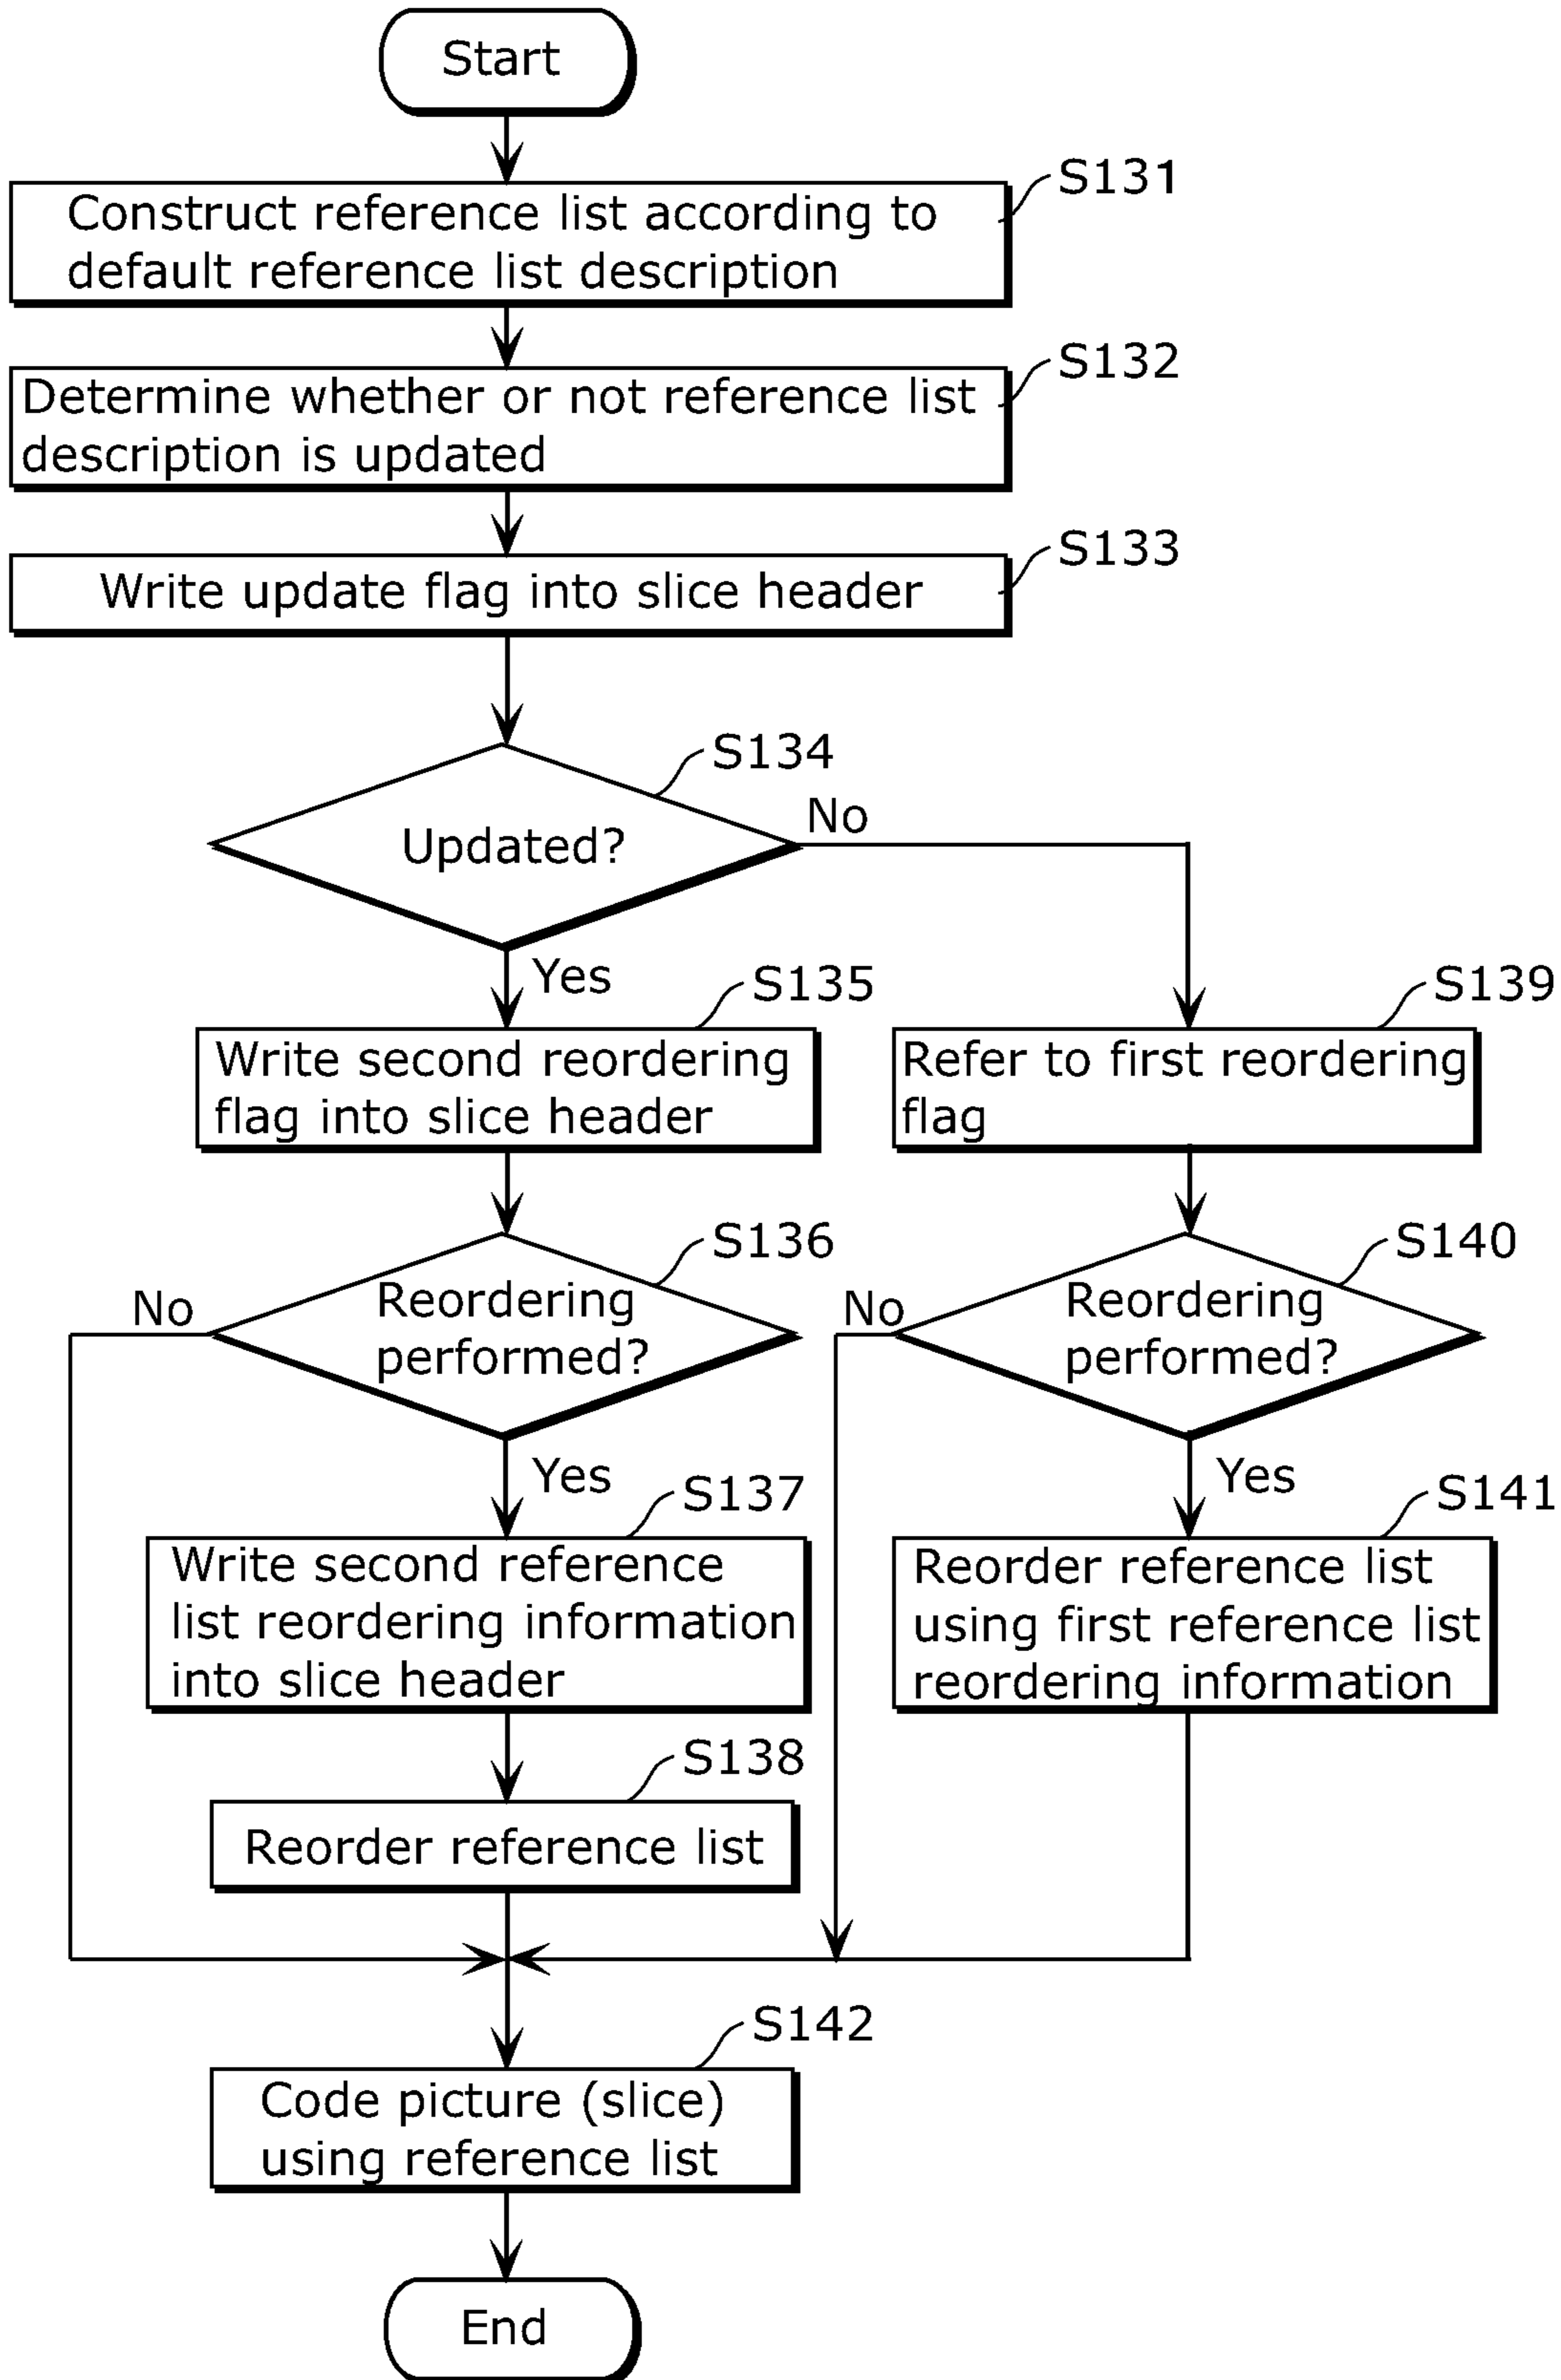 Start
S131
Construct reference list according to
default reference list description
S132
Determine whether or not reference list
description is updated
S133
Write update flag into slice header
S134
Updated?
No
Yes
S135
Write second reordering
flag into slice header
S139
Refer to first reordering
flag
S136
No
Reordering
performed?
Yes
S140
No
Reordering
performed?
Yes
S137
Write second reference
list reordering information
into slice header
S141
Reorder reference list
using first reference list
reordering information
S138
Reorder reference list
S142
Code picture (slice)
using reference list
End